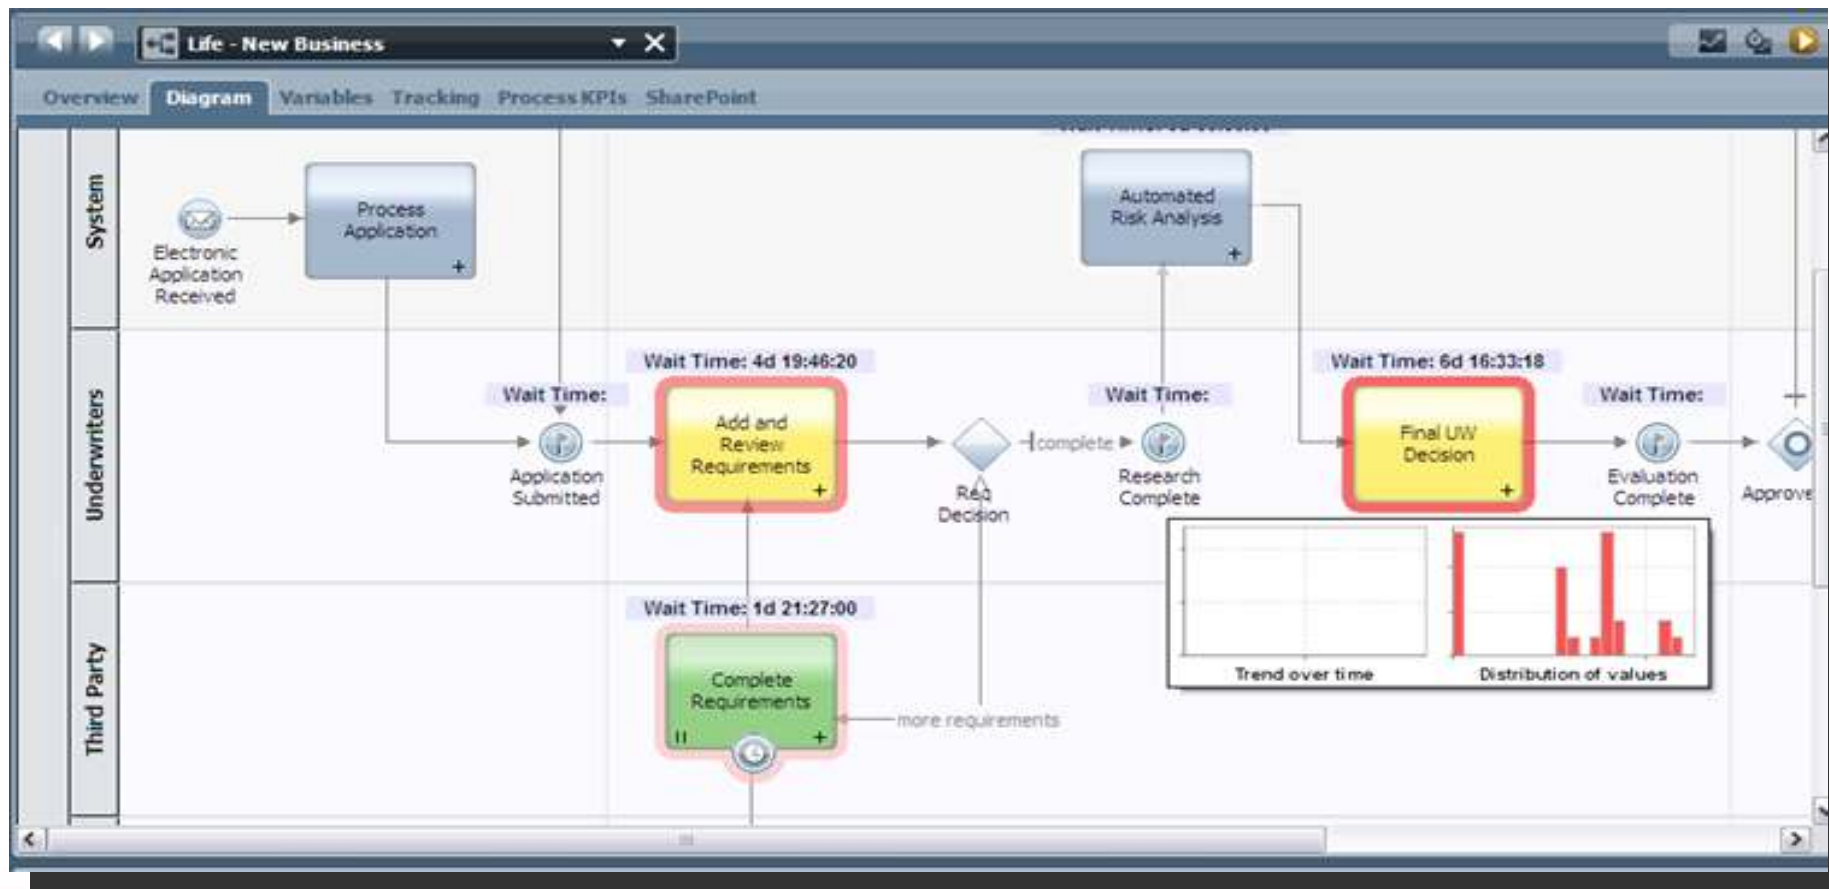 Life - New Business
Overview
Diagram
Variables
Tracking
Process KPIs
SharePoint
System
Electronic
Application
Received
Process
Application
Automated
Risk Analysis
Underwriters
Wait Time:
Application
Submitted
Wait Time: 4d 19:46:20
Add and
Review
Requirements
Req
Decision
complete
Wait Time:
Research
Complete
Wait Time: 6d 16:33:18
Final UW
Decision
Wait Time:
Evaluation
Complete
Approve
Trend over time
Distribution of values
Third Party
Wait Time: 1d 21:27:00
Complete
Requirements
more requirements